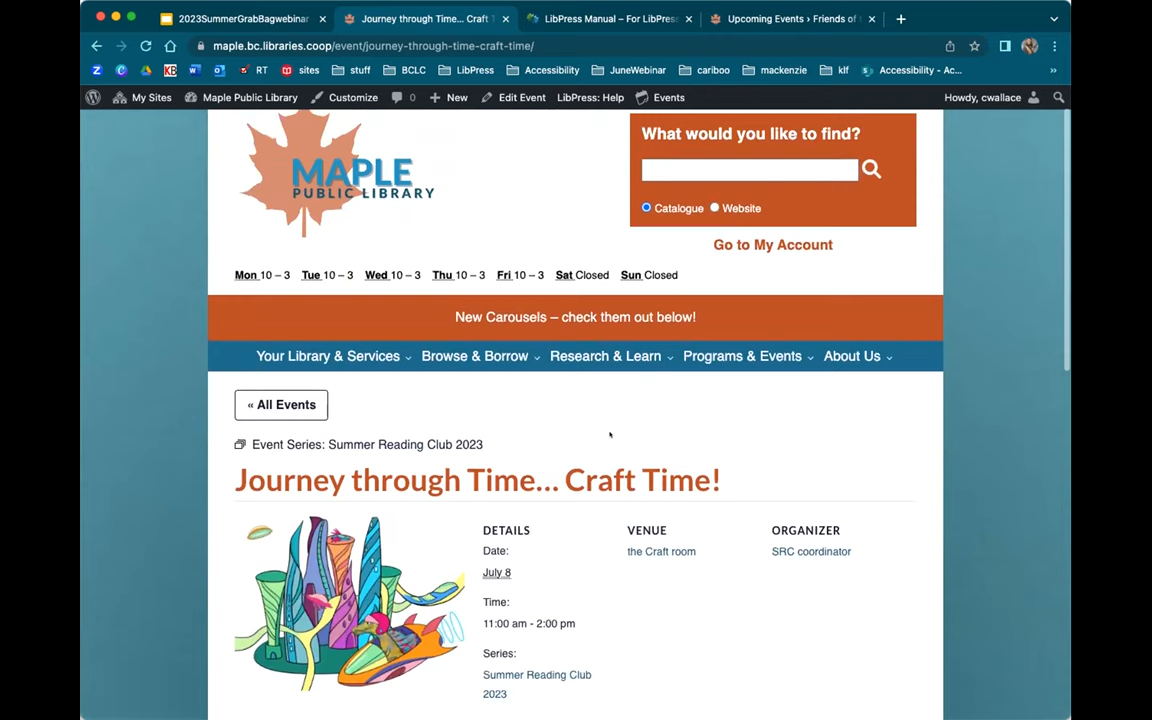 2023SummerGrabBagwebinar
Journey through Time... Craft T
LibPress Manual – For LibPress
Upcoming Events › Friends of
maple.bc.libraries.coop/event/journey-through-time-craft-time/
RT sites stuff BCLC LibPress Accessibility JuneWebinar cariboo mackenzie klf Accessibility - Ac...
My Sites Maple Public Library Customize 0 New Edit Event LibPress: Help Events Howdy, cwallace
MAPLE
PUBLIC LIBRARY
What would you like to find?
Catalogue Website
Go to My Account
Mon 10 – 3 Tue 10 – 3 Wed 10 – 3 Thu 10 – 3 Fri 10 – 3 Sat Closed Sun Closed
New Carousels – check them out below!
Your Library & Services Browse & Borrow Research & Learn Programs & Events About Us
« All Events
Event Series: Summer Reading Club 2023
Journey through Time... Craft Time!
DETAILS
Date:
July 8
Time:
11:00 am - 2:00 pm
Series:
Summer Reading Club
2023
VENUE
the Craft room
ORGANIZER
SRC coordinator